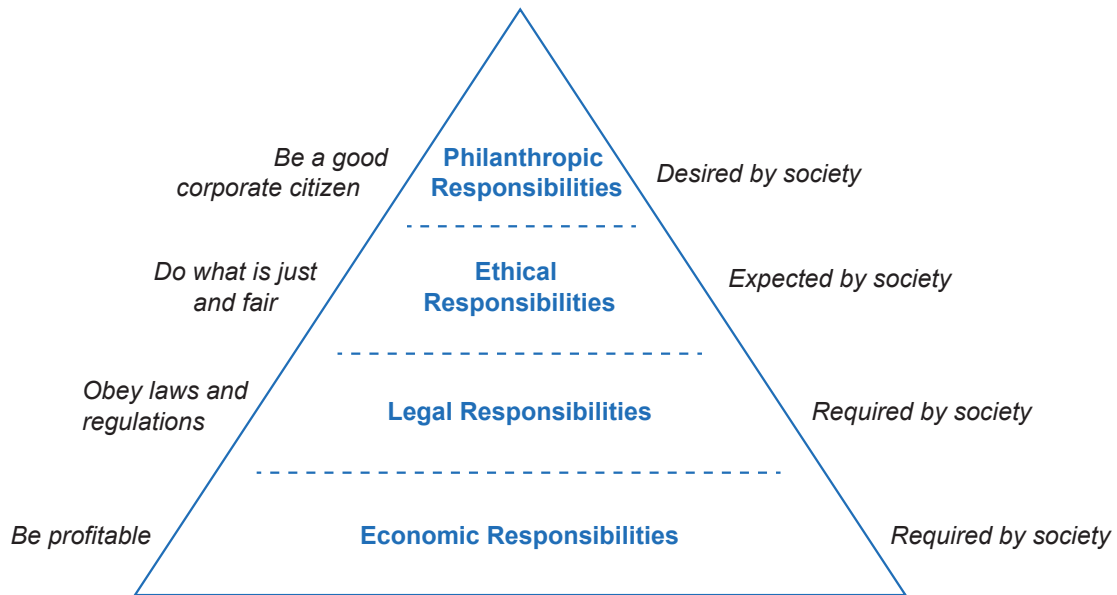 Be a good
corporate citizen
Philanthropic
Responsibilities
Desired by society
Do what is just
and fair
Ethical
Responsibilities
Expected by society
Obey laws and
regulations
Legal Responsibilities
Required by society
Be profitable
Economic Responsibilities
Required by society